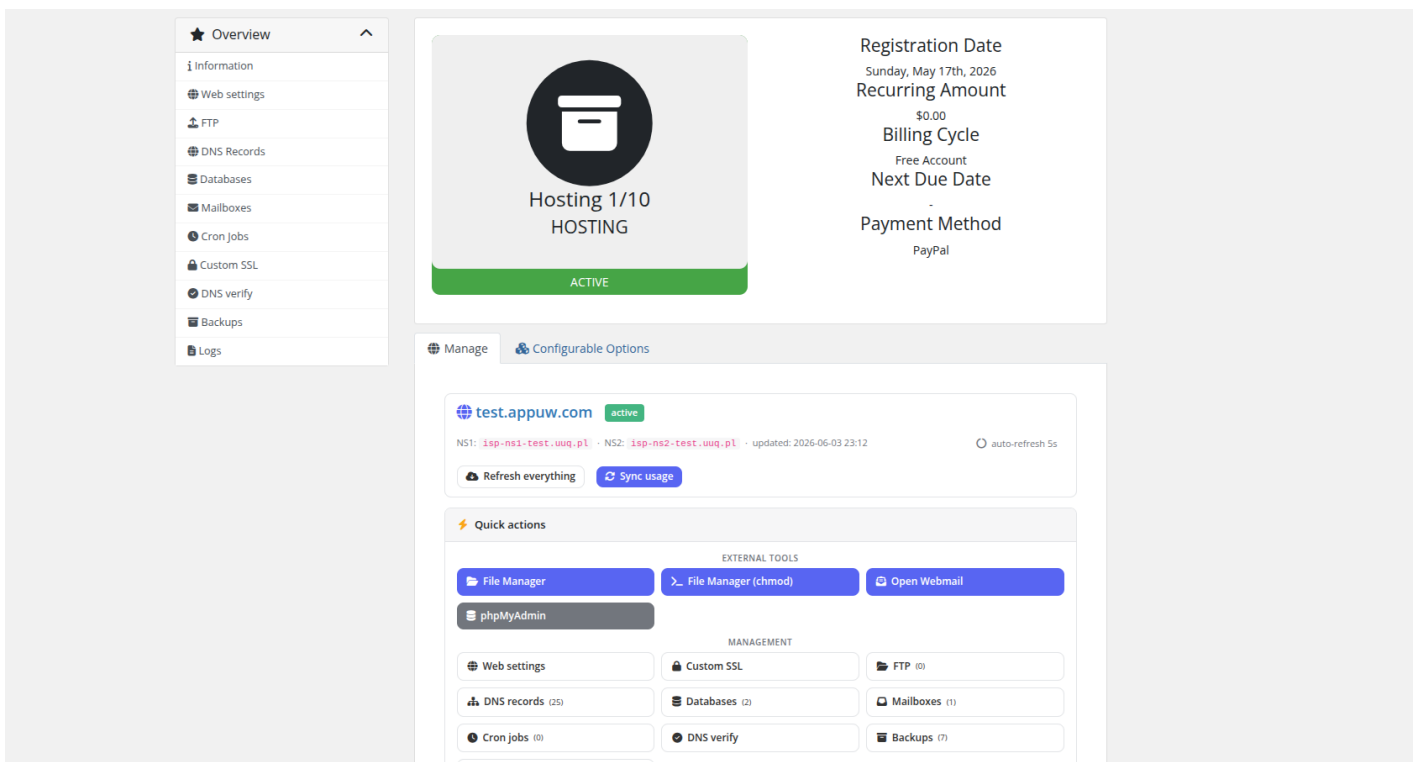 Overview
Information
Web settings
FTP
DNS Records
Databases
Mailboxes
Cron Jobs
Custom SSL
DNS verify
Backups
Logs
Hosting 1/10
HOSTING
ACTIVE
Registration Date
Sunday, May 17th, 2026
Recurring Amount
$0.00
Billing Cycle
Free Account
Next Due Date
-
Payment Method
PayPal
Manage Configurable Options
test.appuw.com active
NS1: isp-ns1-test.uuq.pl · NS2: isp-ns2-test.uuq.pl · updated: 2026-06-03 23:12 auto-refresh 5s
Refresh everything Sync usage
Quick actions
EXTERNAL TOOLS
File Manager File Manager (chmod) Open Webmail
phpMyAdmin
MANAGEMENT
Web settings Custom SSL FTP (0)
DNS records (25) Databases (2) Mailboxes (1)
Cron jobs (0) DNS verify Backups (7)